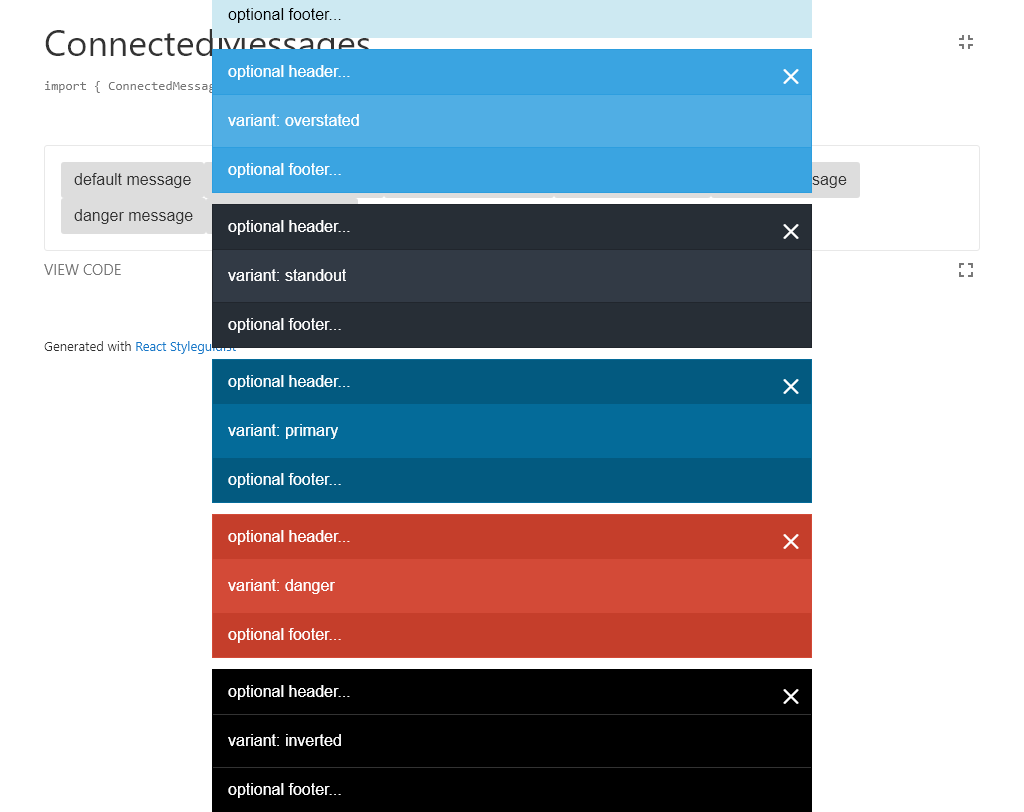 optional footer...
ConnectedMessages
import { ConnectedMessag
optional header...
variant: overstated
optional footer...
default message
sage
danger message
optional header...
variant: standout
optional footer...
VIEW CODE
Generated with React Styleguidist
optional header...
variant: primary
optional footer...
optional header...
variant: danger
optional footer...
optional header...
variant: inverted
optional footer...